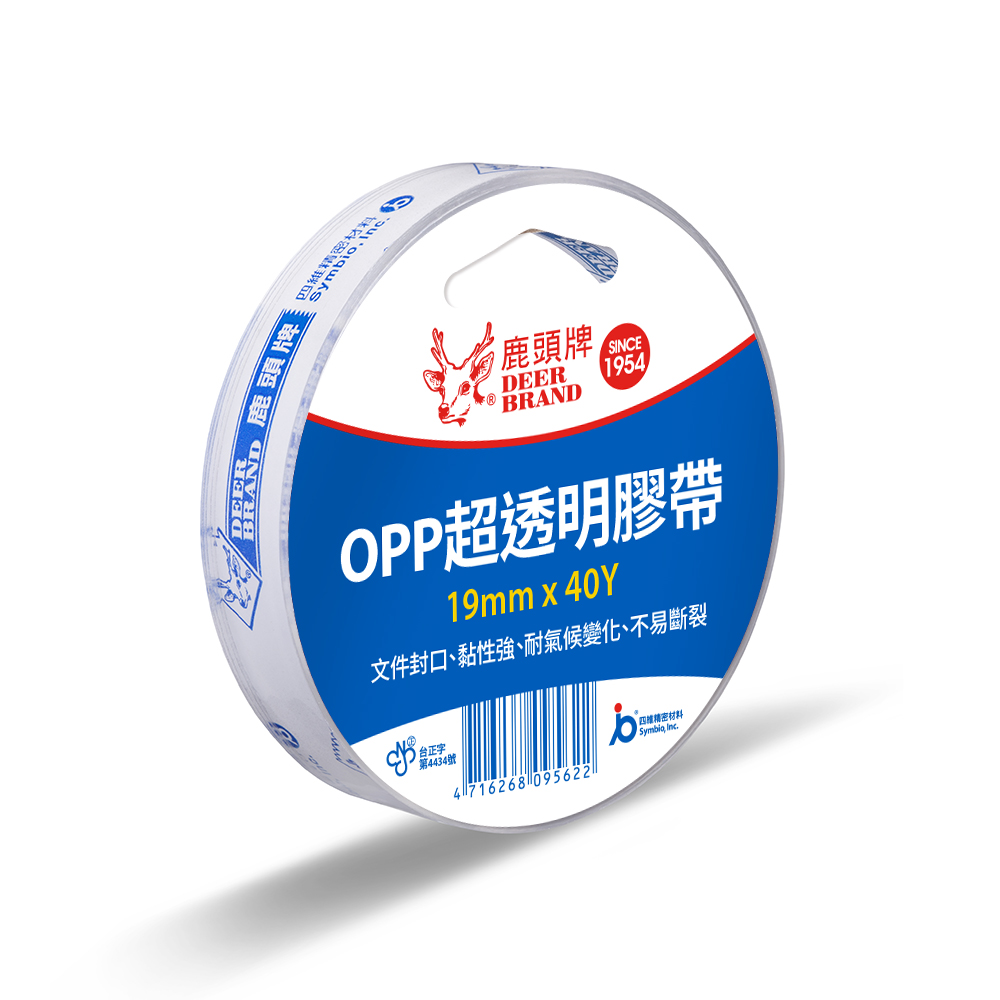 鹿頭牌
DEER
BRAND
®
SINCE
1954
OPP超透明膠帶
19mm x 40Y
文件封口、黏性強、耐氣候變化、不易斷裂
台正字
第4434號
4 716268 095622
® 四維精密材料
Symbio, Inc.
四維精密材料
Symbio, Inc.
DEER
BRAND
鹿頭牌